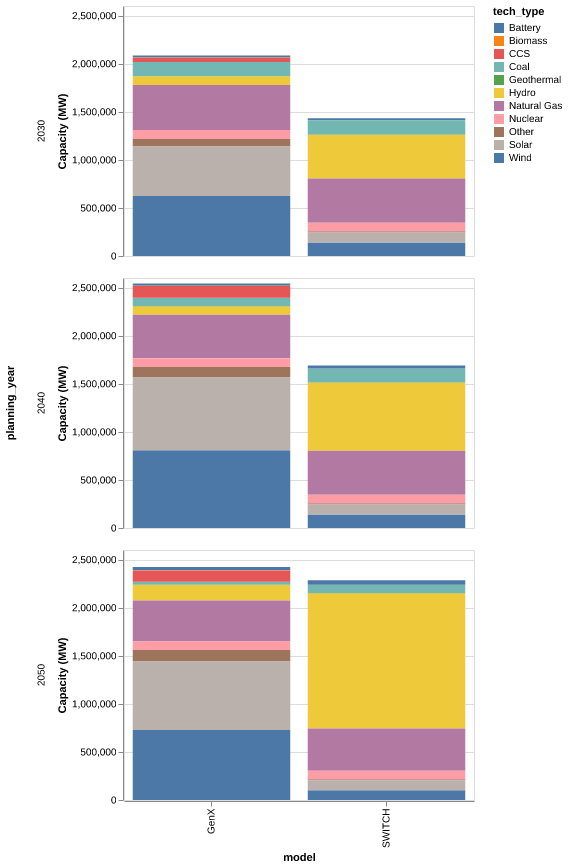 tech_type
Battery
Biomass
CCS
Coal
Geothermal
Hydro
Natural Gas
Nuclear
Other
Solar
Wind
planning_year
2030
Capacity (MW)
2,500,000
2,000,000
1,500,000
1,000,000
500,000
0
2040
Capacity (MW)
2,500,000
2,000,000
1,500,000
1,000,000
500,000
0
2050
Capacity (MW)
2,500,000
2,000,000
1,500,000
1,000,000
500,000
0
GenX
SWITCH
model